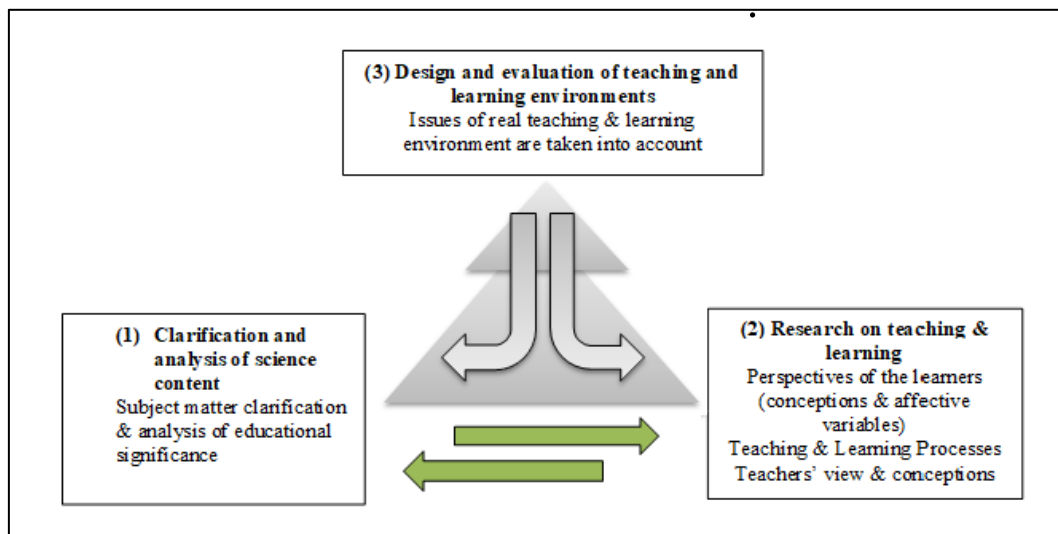 (3) Design and evaluation of teaching and
learning environments
Issues of real teaching & learning
environment are taken into account
(1) Clarification and
analysis of science
content
Subject matter clarification
& analysis of educational
significance
(2) Research on teaching &
learning
Perspectives of the learners
(conceptions & affective
variables)
Teaching & Learning Processes
Teachers' view & conceptions